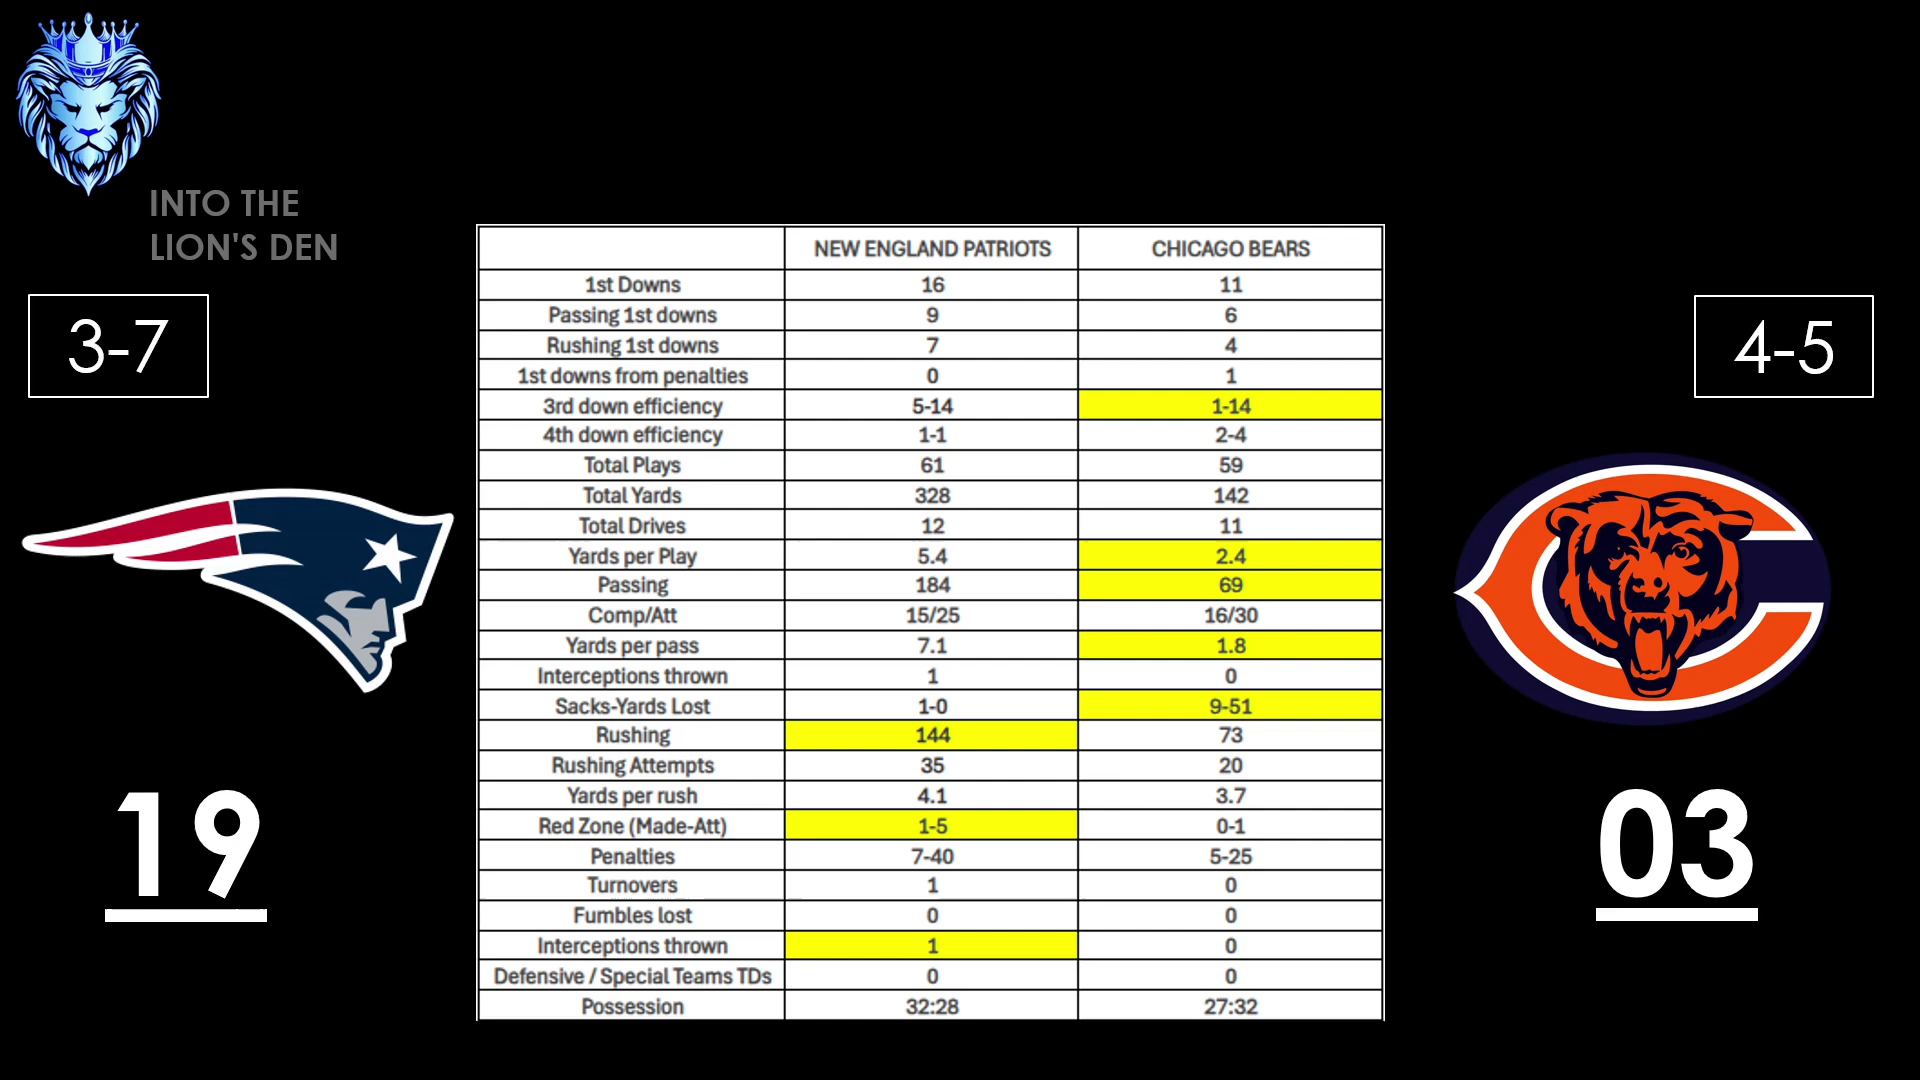 INTO THE
LION'S DEN
3-7
4-5
NEW ENGLAND PATRIOTS CHICAGO BEARS
1st Downs 16 11
Passing 1st downs 9 6
Rushing 1st downs 7 4
1st downs from penalties 0 1
3rd down efficiency 5-14 1-14
4th down efficiency 1-1 2-4
Total Plays 61 59
Total Yards 328 142
Total Drives 12 11
Yards per Play 5.4 2.4
Passing 184 69
Comp/Att 15/25 16/30
Yards per pass 7.1 1.8
Interceptions thrown 1 0
Sacks-Yards Lost 1-0 9-51
Rushing 144 73
Rushing Attempts 35 20
Yards per rush 4.1 3.7
Red Zone (Made-Att) 1-5 0-1
Penalties 7-40 5-25
Turnovers 1 0
Fumbles lost 0 0
Interceptions thrown 1 0
Defensive / Special Teams TDs 0 0
Possession 32:28 27:32
19
03